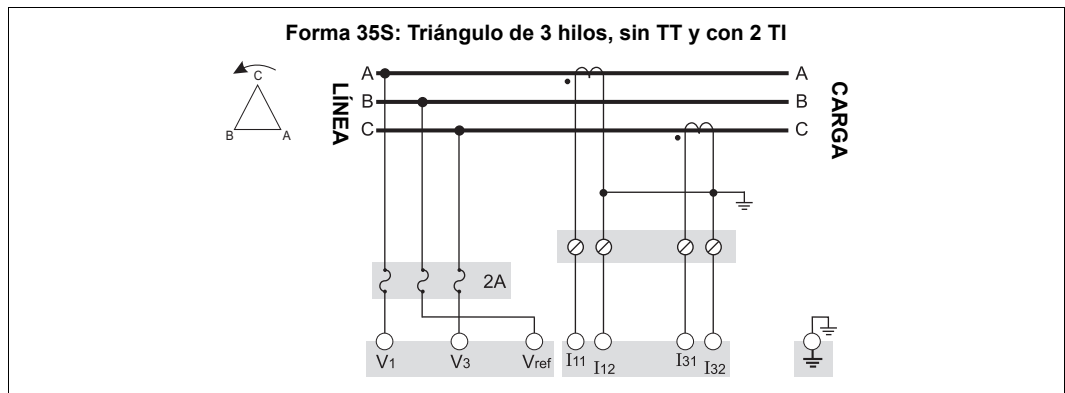 Forma 35S: Triángulo de 3 hilos, sin TT y con 2 TI
C
B A
LÍNEA
A A
B
C C
CARGA
2A
V1 V3 Vref I11 I12 I31 I32